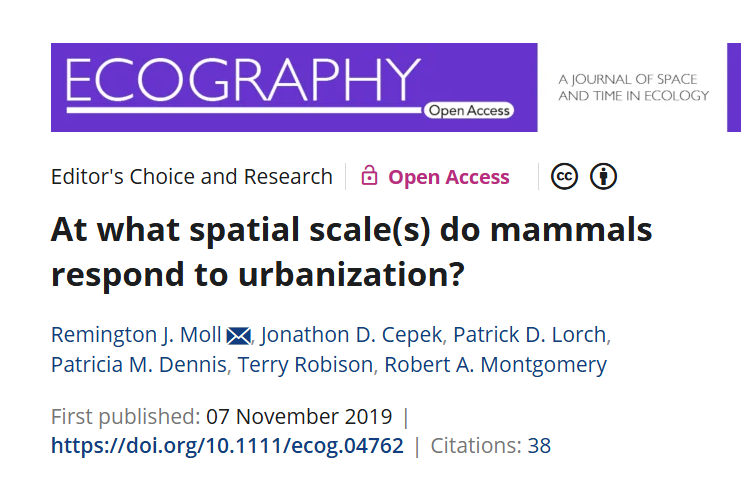 ECOGRAPHY
Open Access
A JOURNAL OF SPACE
AND TIME IN ECOLOGY
Editor's Choice and Research
Open Access
cc
At what spatial scale(s) do mammals
respond to urbanization?
Remington J. Moll, Jonathon D. Cepek, Patrick D. Lorch,
Patricia M. Dennis, Terry Robison, Robert A. Montgomery
First published: 07 November 2019 |
https://doi.org/10.1111/ecog.04762 | Citations: 38